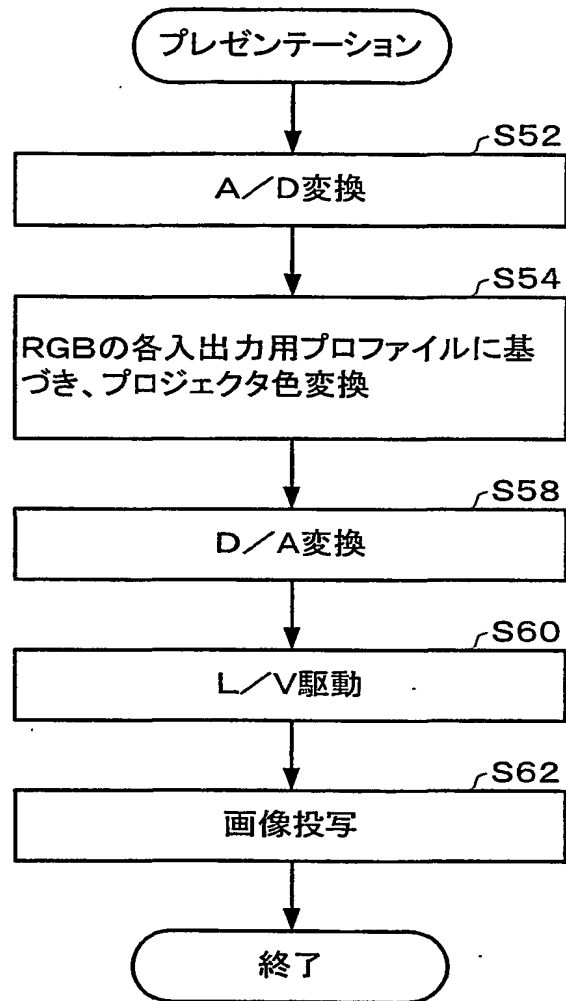 プレゼンテーション
S52
A／D変換
S54
RGBの各入出力用プロファイルに基
づき、プロジェクタ色変換
S58
D／A変換
S60
L／V駆動
S62
画像投写
終了